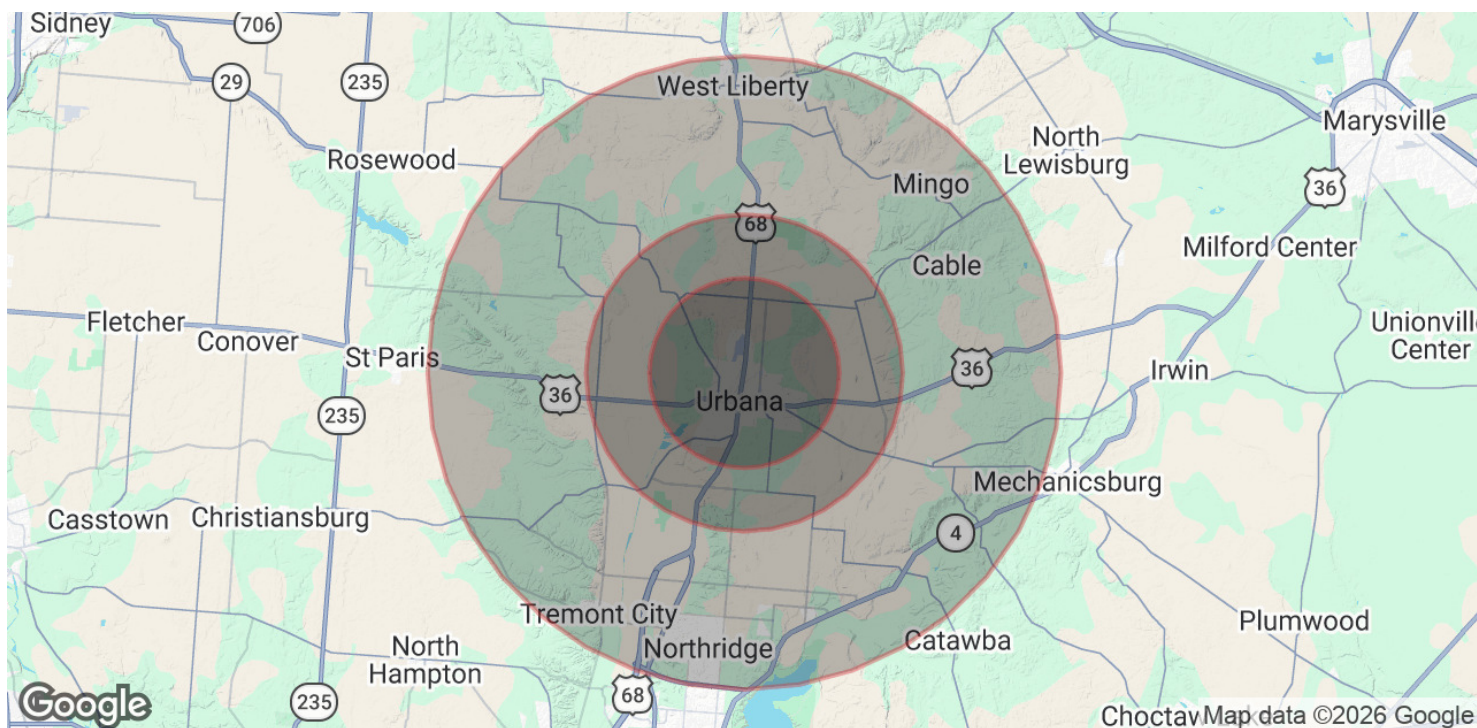 Sidney
706
29
235
West Liberty
Marysville
North
Lewisburg
Rosewood
Mingo
36
68
Milford Center
Cable
Fletcher
Conover
Unionville
Center
St Paris
36
36
Irwin
Urbana
235
Mechanicsburg
Casstown
Christiansburg
4
Tremont City
Plumwood
Catawba
North
Hampton
Northridge
68
235
Google
Choctaw
Map data ©2026 Google